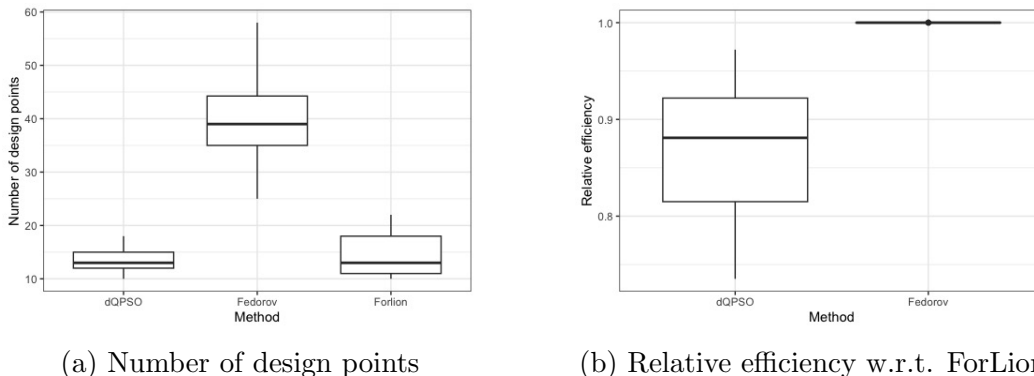 60
50
40
30
20
10
Number of design points
dQPSO Fedorov Forlion
Method
(a) Number of design points
1.0
0.9
0.8
Relative efficiency
dQPSO Fedorov
Method
(b) Relative efficiency w.r.t. ForLion